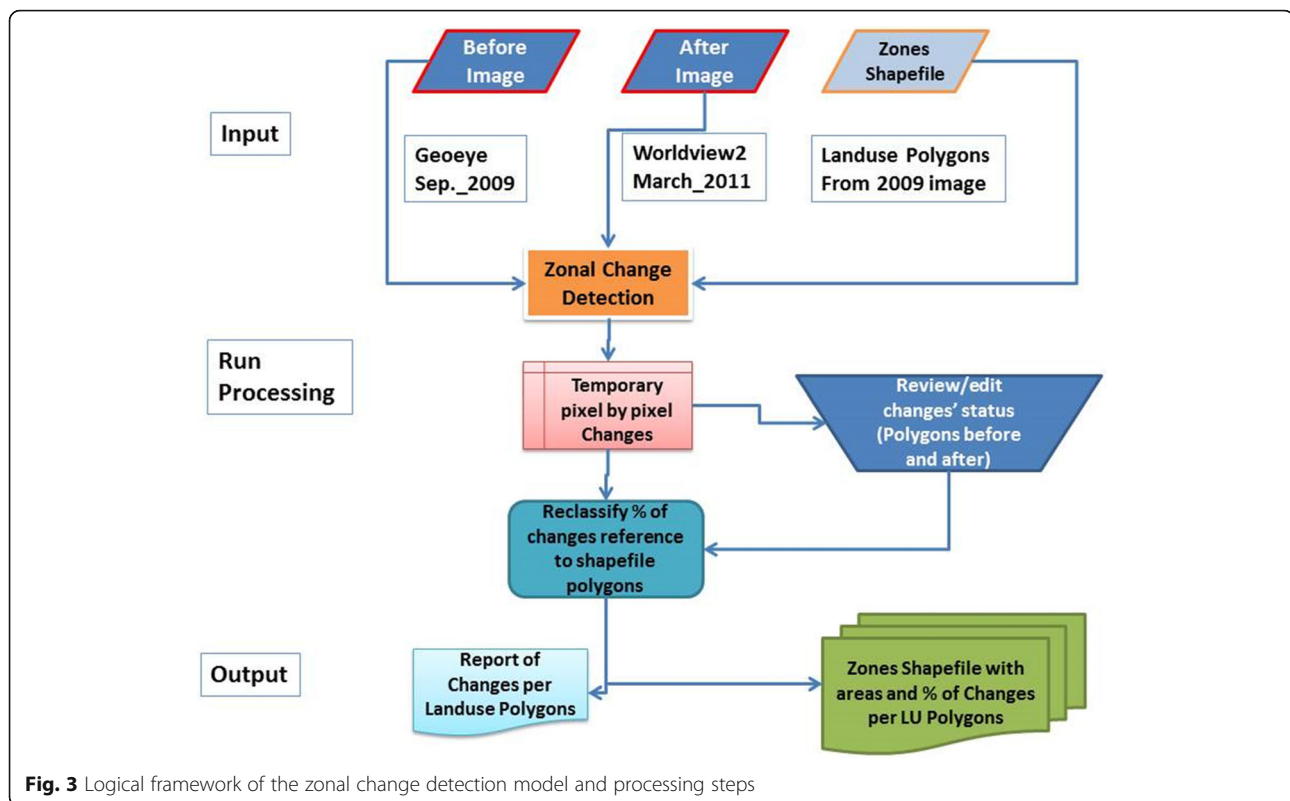 Before
Image
After
Image
Zones
Shapefile
Input
Geoeye
Sep._2009
Worldview2
March_2011
Landuse Polygons
From 2009 image
Zonal Change
Detection
Run
Processing
Temporary
pixel by pixel
Changes
Review/edit
changes' status
(Polygons before
and after)
Reclassify % of
changes reference
to shapefile
polygons
Output
Report of
Changes per
Landuse Polygons
Zones Shapefile with
areas and % of Changes
per LU Polygons
Fig. 3 Logical framework of the zonal change detection model and processing steps